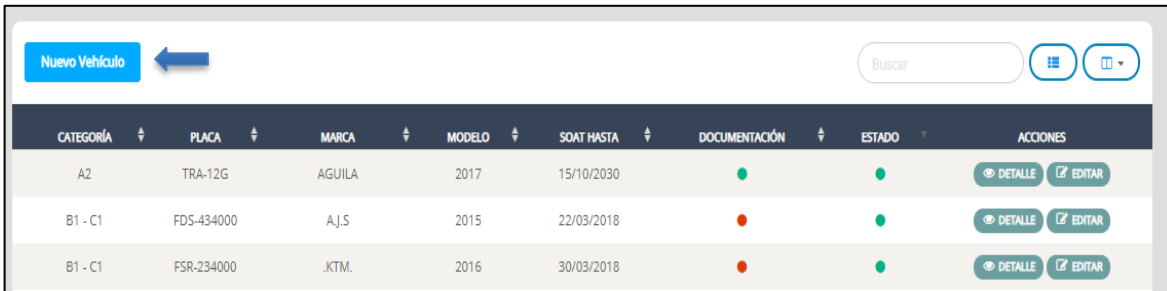 Nuevo Vehículo Buscar
CATEGORÍA PLACA MARCA MODELO SOAT HASTA DOCUMENTACIÓN ESTADO ACCIONES
A2 TRA-12G AGUILA 2017 15/10/2030 DETALLE EDITAR
B1 - C1 FDS-434000 A.J.S 2015 22/03/2018 DETALLE EDITAR
B1 - C1 FSR-234000 .KTM. 2016 30/03/2018 DETALLE EDITAR